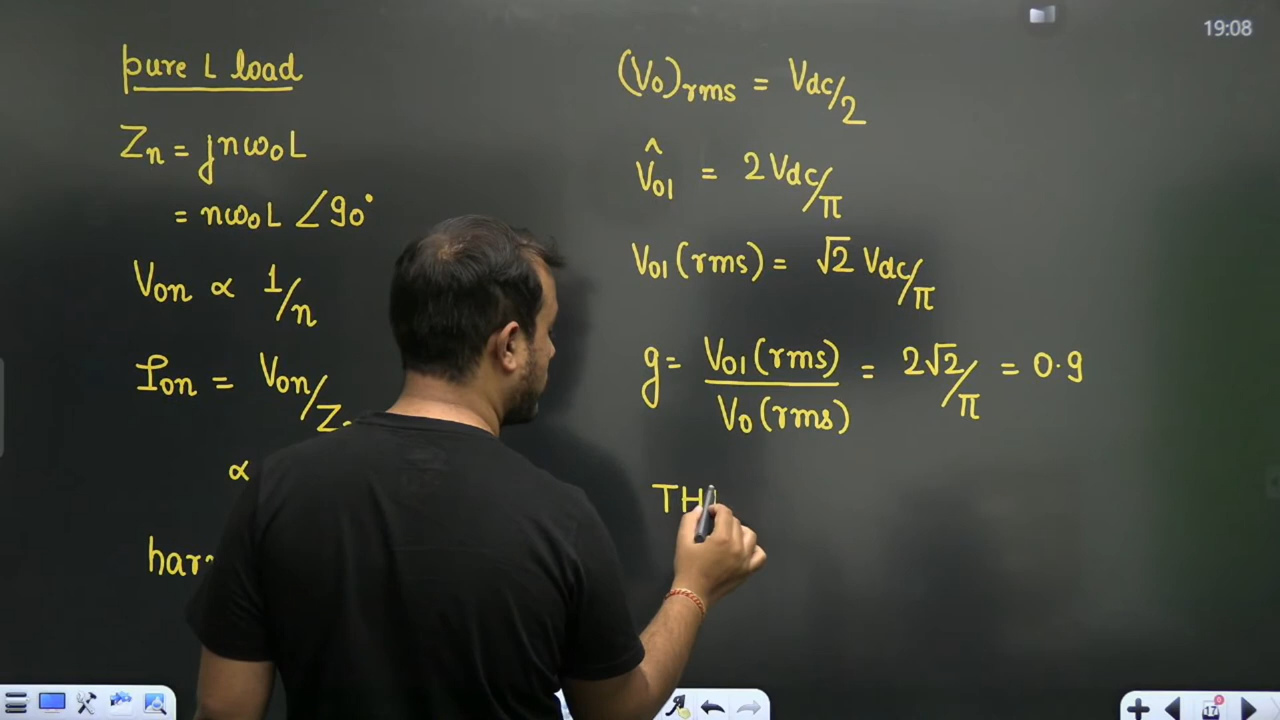 19:08
pure L load
Zn = jnω0L
= nω0L ∠90°
Von ∝ 1/n
Ion = Von/Z
∝
(V0)rms = Vdc/2
V̂01 = 2Vdc/π
V01(rms) = √2 Vdc/π
g = V01(rms) / V0(rms) = 2√2/π = 0.9
TH
17